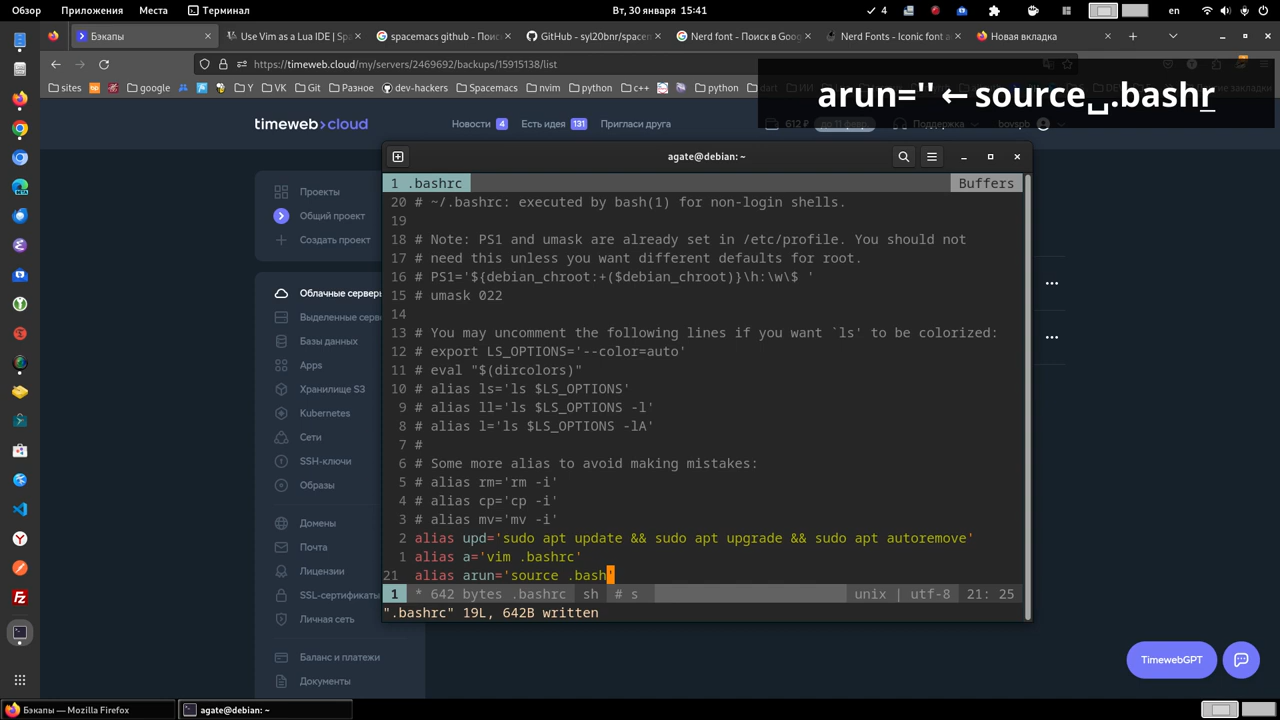 Обзор Приложения Места Терминал Вт, 30 января 15:41 4 en
Бэкапы Use Vim as a Lua IDE | Spa spacemacs github - Поис GitHub - syl20bnr/spacen Nerd font - Поиск в Goog Nerd Fonts - Iconic font a Новая вкладка
https://timeweb.cloud/my/servers/2469692/backups/15915138/list
sites np google Y VK Git Разное dev-hackers Spacemacs nvim python c++ python
arun='' ← source␣.bashr
timeweb>cloud Новости 4 Есть идея 131 Пригласи друга 612 ₽ до 11 февр. Поддержка bovspb
agate@debian: ~
Проекты
Общий проект
Создать проект
Облачные серверы
Выделенные серве
Базы данных
Apps
Хранилище S3
Kubernetes
Сети
SSH-ключи
Образы
Домены
Почта
Лицензии
SSL-сертификаты
Личная сеть
Баланс и платежи
Документы
1 .bashrc Buffers
20 # ~/.bashrc: executed by bash(1) for non-login shells.
19
18 # Note: PS1 and umask are already set in /etc/profile. You should not
17 # need this unless you want different defaults for root.
16 # PS1='${debian_chroot:+($debian_chroot)}\h:\w\$ '
15 # umask 022
14
13 # You may uncomment the following lines if you want `ls' to be colorized:
12 # export LS_OPTIONS='--color=auto'
11 # eval "$(dircolors)"
10 # alias ls='ls $LS_OPTIONS'
9 # alias ll='ls $LS_OPTIONS -l'
8 # alias l='ls $LS_OPTIONS -lA'
7 #
6 # Some more alias to avoid making mistakes:
5 # alias rm='rm -i'
4 # alias cp='cp -i'
3 # alias mv='mv -i'
2 alias upd='sudo apt update && sudo apt upgrade && sudo apt autoremove'
1 alias a='vim .bashrc'
21 alias arun='source .bash'
1 * 642 bytes .bashrc sh # s unix | utf-8 21: 25
".bashrc" 19L, 642B written
TimewebGPT
Бэкапы — Mozilla Firefox agate@debian: ~